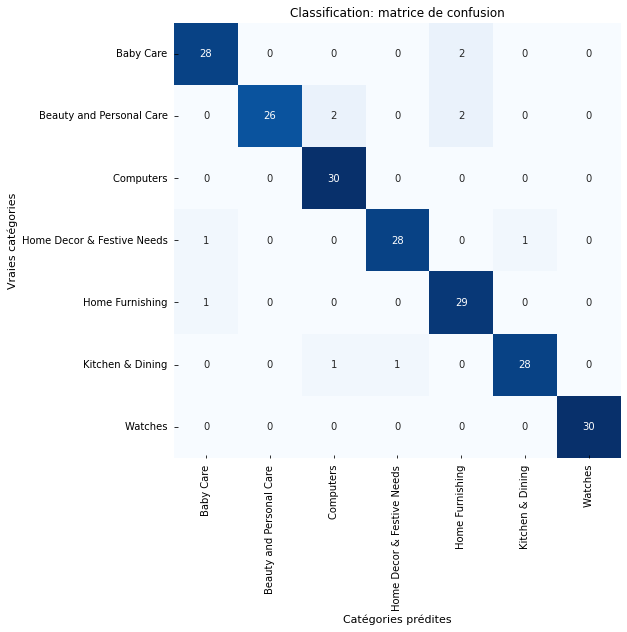 Classification: matrice de confusion
Vraies catégories
Baby Care 28 0 0 0 2 0 0
Beauty and Personal Care 0 26 2 0 2 0 0
Computers 0 0 30 0 0 0 0
Home Decor & Festive Needs 1 0 0 28 0 1 0
Home Furnishing 1 0 0 0 29 0 0
Kitchen & Dining 0 0 1 1 0 28 0
Watches 0 0 0 0 0 0 30
Baby Care
Beauty and Personal Care
Computers
Home Decor & Festive Needs
Home Furnishing
Kitchen & Dining
Watches
Catégories prédites